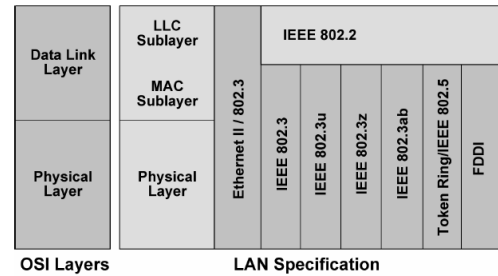 Data Link
Layer
Physical
Layer
LLC
Sublayer
MAC
Sublayer
Physical
Layer
Ethernet II / 802.3
IEEE 802.2
IEEE 802.3
IEEE 802.3u
IEEE 802.3z
IEEE 802.3ab
Token Ring/IEEE 802.5
FDDI
OSI Layers
LAN Specification